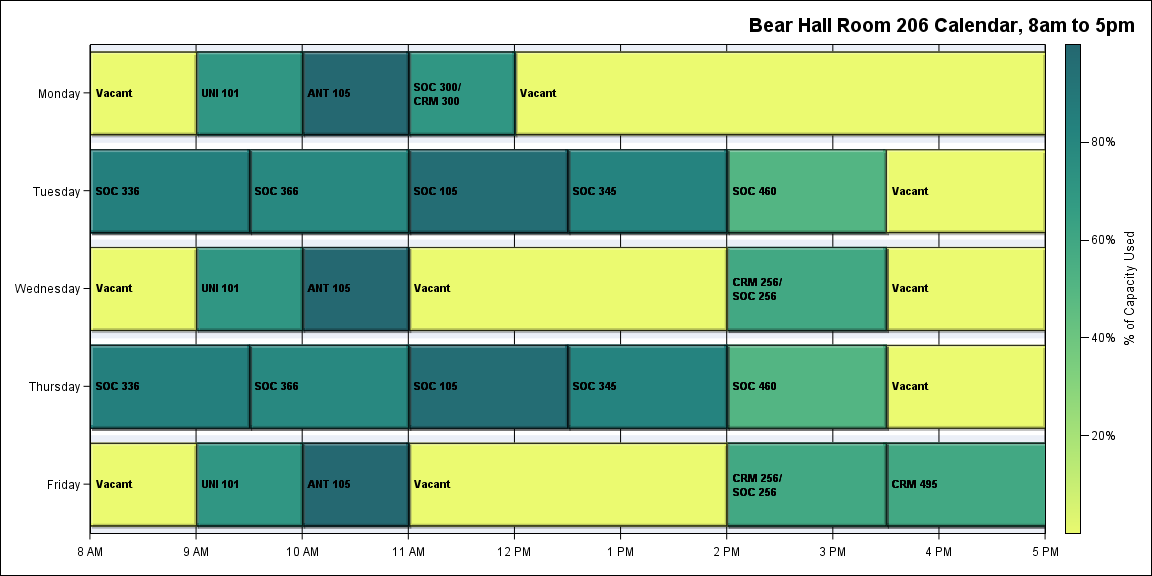 Bear Hall Room 206 Calendar, 8am to 5pm
Monday
Vacant
UNI 101
ANT 105
SOC 300/
CRM 300
Vacant
Tuesday
SOC 336
SOC 366
SOC 105
SOC 345
SOC 460
Vacant
Wednesday
Vacant
UNI 101
ANT 105
Vacant
CRM 256/
SOC 256
Vacant
Thursday
SOC 336
SOC 366
SOC 105
SOC 345
SOC 460
Vacant
Friday
Vacant
UNI 101
ANT 105
Vacant
CRM 256/
SOC 256
CRM 495
8 AM
9 AM
10 AM
11 AM
12 PM
1 PM
2 PM
3 PM
4 PM
5 PM
80%
60%
40%
20%
% of Capacity Used